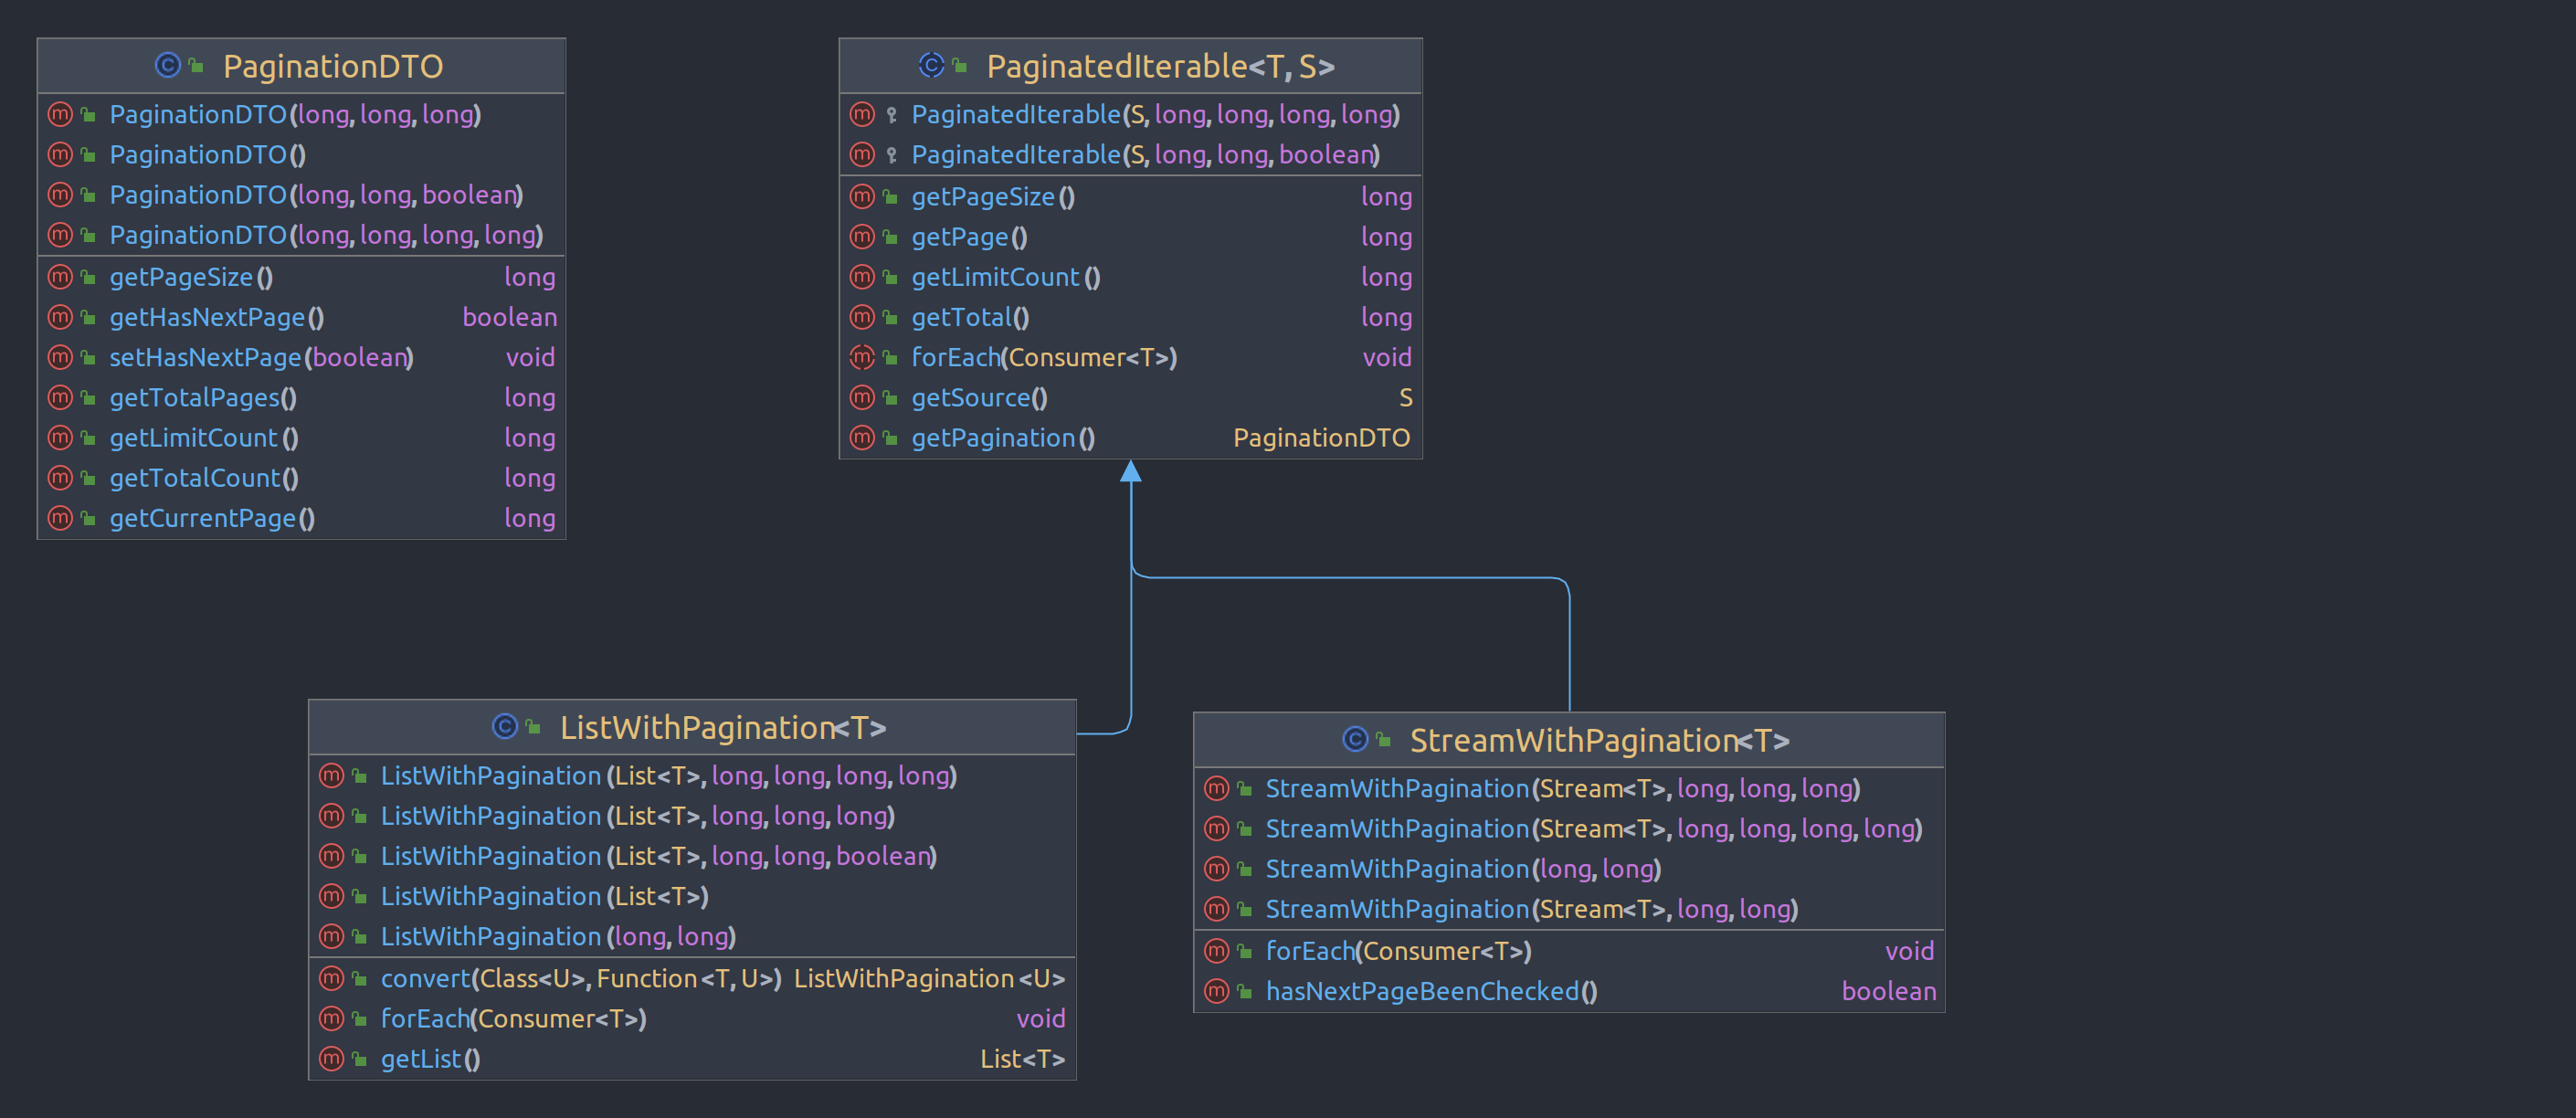 PaginationDTO
PaginationDTO(long, long, long)
PaginationDTO()
PaginationDTO(long, long, boolean)
PaginationDTO(long, long, long, long)
getPageSize() long
getHasNextPage() boolean
setHasNextPage(boolean) void
getTotalPages() long
getLimitCount() long
getTotalCount() long
getCurrentPage() long
PaginatedIterable<T, S>
PaginatedIterable(S, long, long, long, long)
PaginatedIterable(S, long, long, boolean)
getPageSize() long
getPage() long
getLimitCount() long
getTotal() long
forEach(Consumer<T>) void
getSource() S
getPagination() PaginationDTO
ListWithPagination<T>
ListWithPagination(List<T>, long, long, long, long)
ListWithPagination(List<T>, long, long, long)
ListWithPagination(List<T>, long, long, boolean)
ListWithPagination(List<T>)
ListWithPagination(long, long)
convert(Class<U>, Function<T, U>) ListWithPagination<U>
forEach(Consumer<T>) void
getList() List<T>
StreamWithPagination<T>
StreamWithPagination(Stream<T>, long, long, long)
StreamWithPagination(Stream<T>, long, long, long, long)
StreamWithPagination(long, long)
StreamWithPagination(Stream<T>, long, long)
forEach(Consumer<T>) void
hasNextPageBeenChecked() boolean